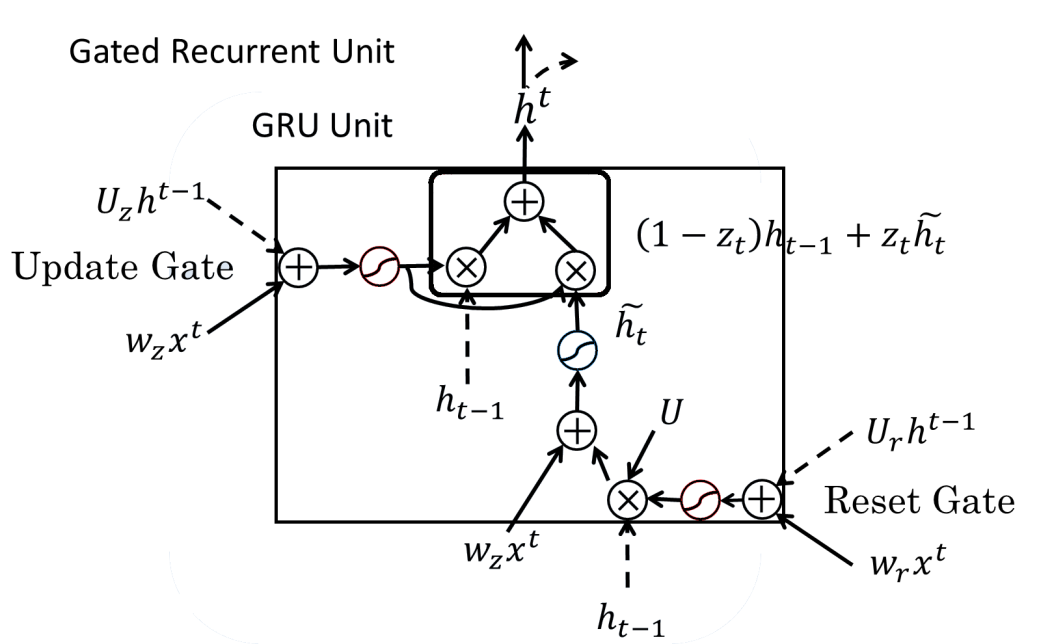 Gated Recurrent Unit
h^t
GRU Unit
U_z h^{t-1}
(1 − z_t)h_{t-1} + z_t h̃_t
Update Gate
w_z x^t
h̃_t
h_{t-1}
U
U_r h^{t-1}
Reset Gate
w_z x^t
w_r x^t
h_{t-1}